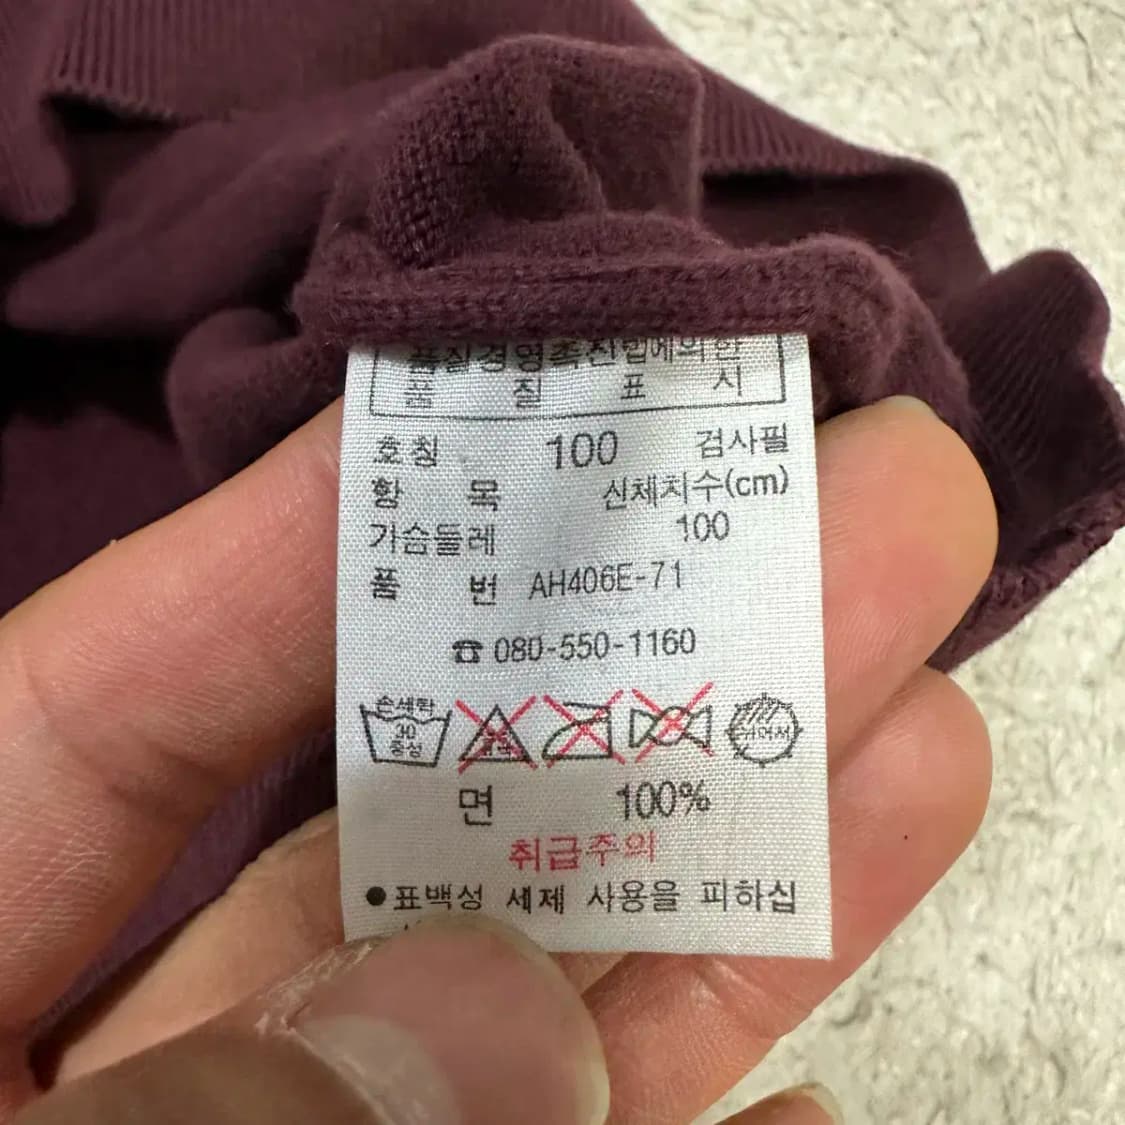 품질경영촉진법에의한
품 질 표 시
호칭 100 검사필
항 목 신체치수(cm)
가슴둘레 100
품 번 AH406E-71
☎ 080-550-1160
손세탁
30
중성
뉘어서
면 100%
취급주의
●표백성 세제 사용을 피하십